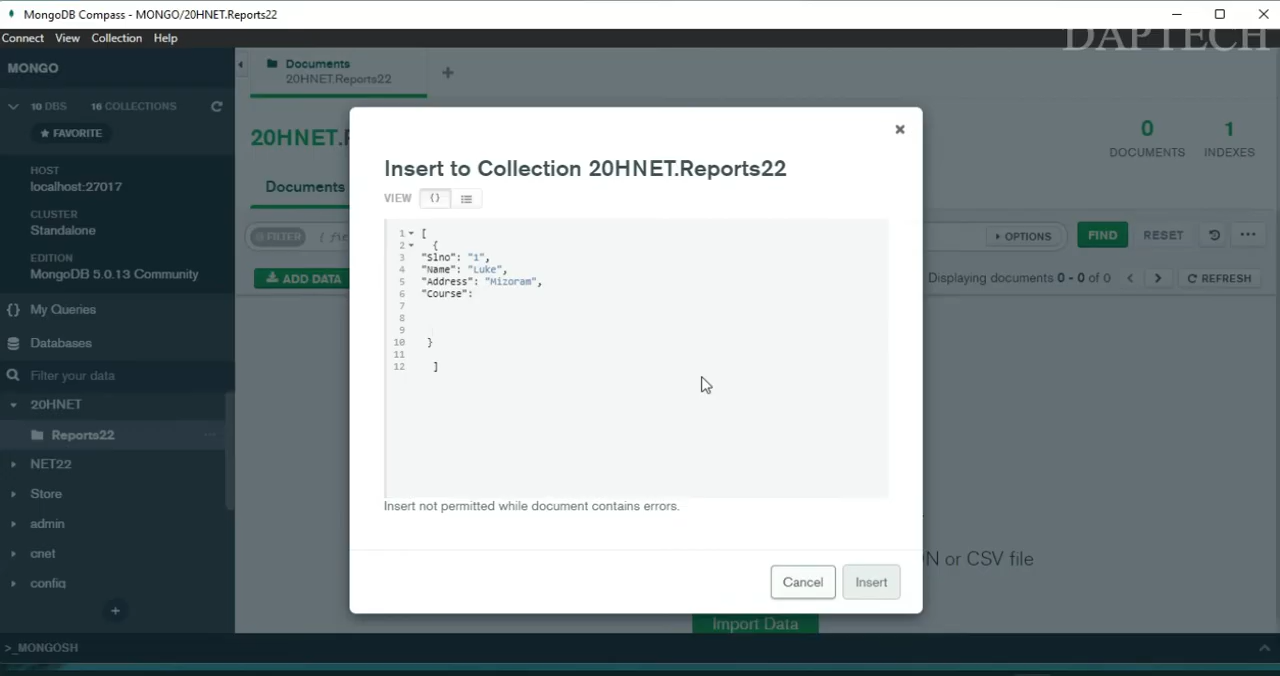 MongoDB Compass - MONGO/20HNET.Reports22
Connect View Collection Help
DAPTECH
MONGO
Documents
20HNET.Reports22
10 DBS 16 COLLECTIONS
FAVORITE
HOST
localhost:27017
CLUSTER
Standalone
EDITION
MongoDB 5.0.13 Community
{} My Queries
Databases
Filter your data
20HNET
Reports22
NET22
Store
admin
cnet
config
+
20HNET.
0
DOCUMENTS
1
INDEXES
Documents
FILTER
OPTIONS
FIND
RESET
ADD DATA
Displaying documents 0 - 0 of 0
REFRESH
Insert to Collection 20HNET.Reports22
VIEW {}
1 [
2 {
3 "Slno": "1",
4 "Name": "Luke",
5 "Address": "Mizoram",
6 "Course":
7
8
9
10 }
11
12 ]
Insert not permitted while document contains errors.
Cancel Insert
N or CSV file
Import Data
>_MONGOSH